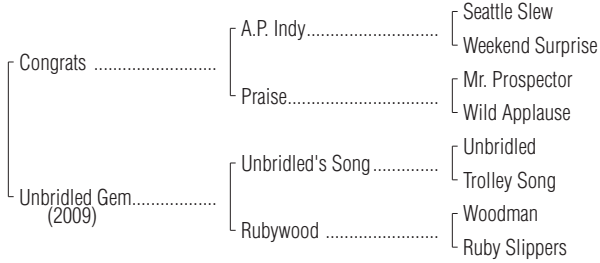 Seattle Slew
A.P. Indy..............................
Weekend Surprise
Congrats ............................
Mr. Prospector
Praise...................................
Wild Applause
Unbridled
Unbridled's Song...............
Trolley Song
Unbridled Gem...................
(2009)
Woodman
Rubywood ..........................
Ruby Slippers